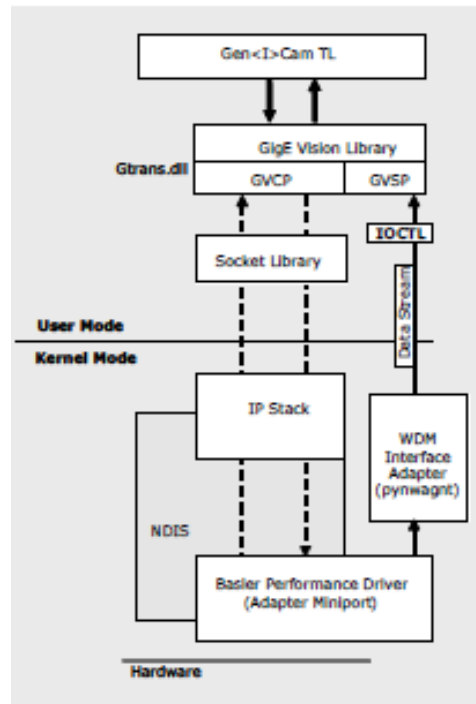 Gen<I>Cam TL
GigE Vision Library
Gtrans.dll
GVCP
GVSP
IOCTL
Socket Library
Data Stream
User Mode
Kernel Mode
IP Stack
WDM
Interface
Adapter
(pynwagnt)
NDIS
Basler Performance Driver
(Adapter Miniport)
Hardware